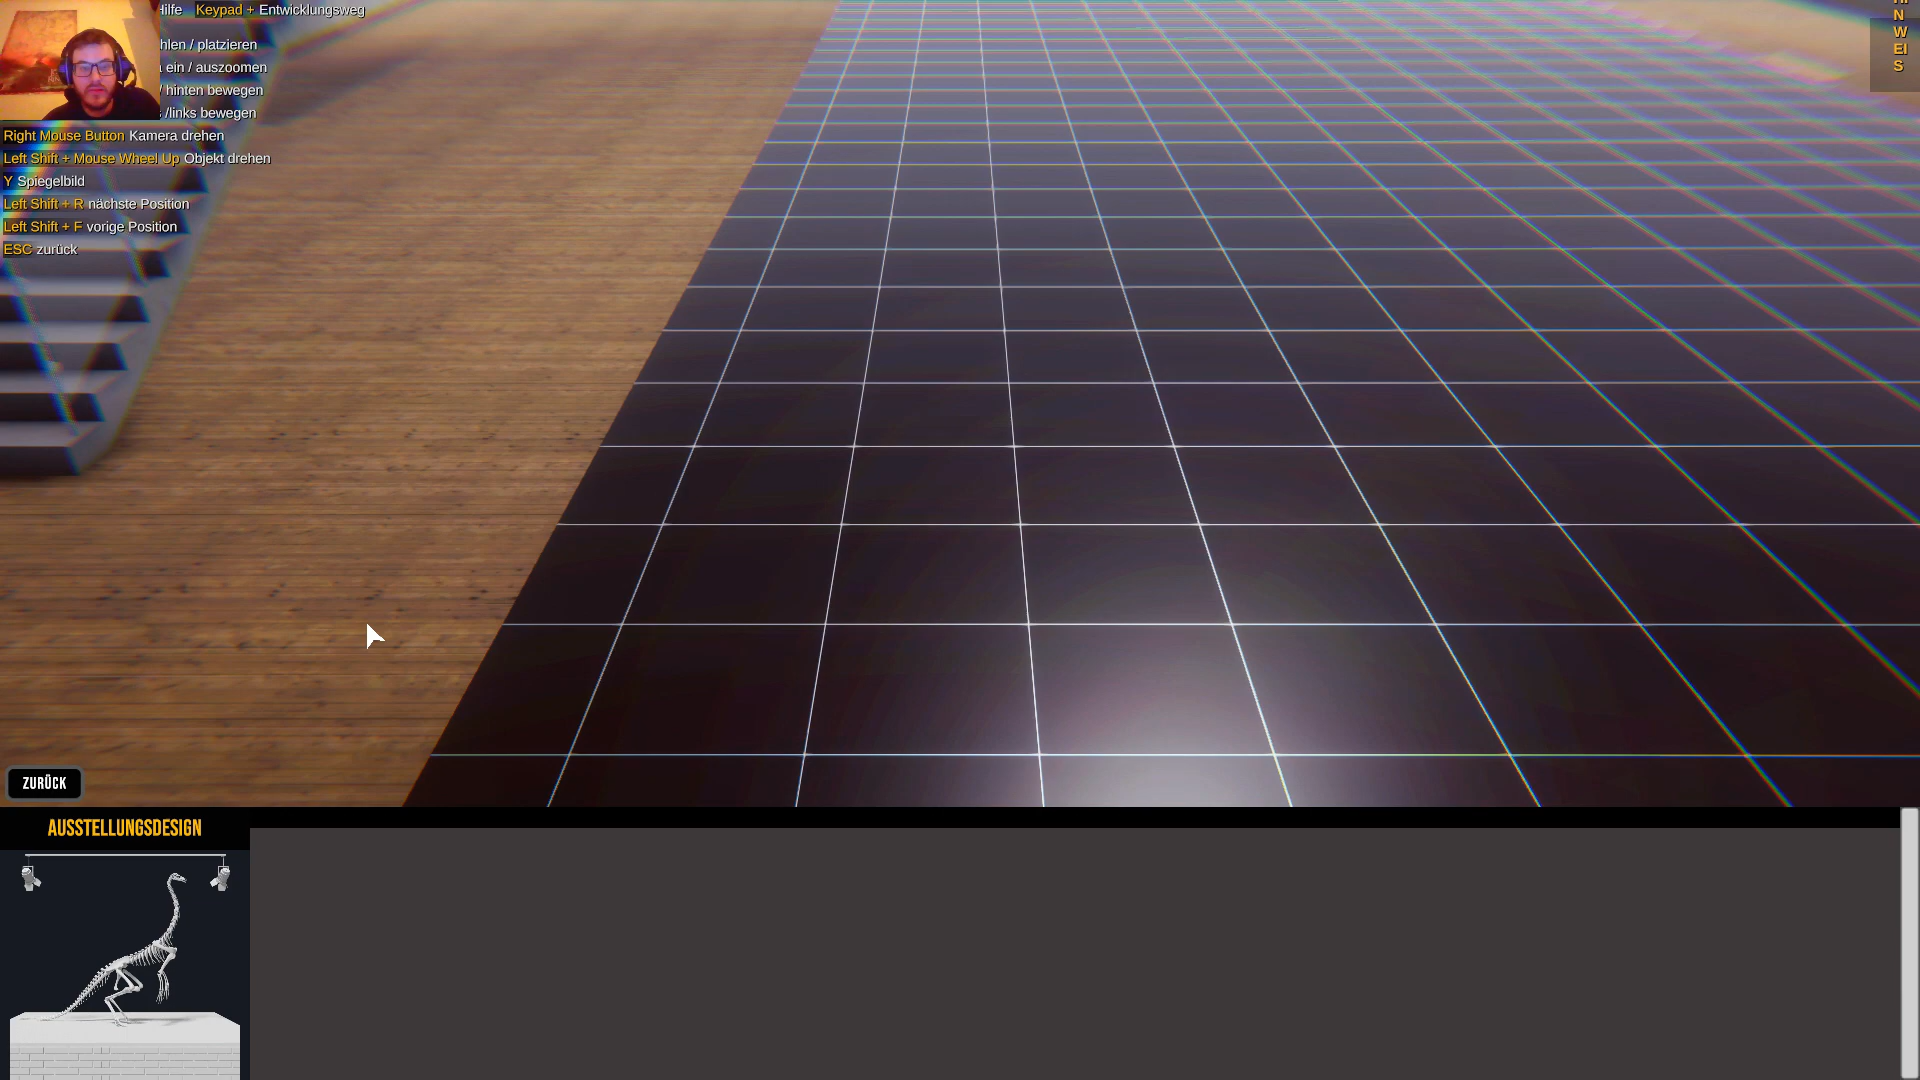 Hilfe Keypad + Entwicklungsweg
hlen / platzieren
ein / auszoomen
/ hinten bewegen
/links bewegen
Right Mouse Button Kamera drehen
Left Shift + Mouse Wheel Up Objekt drehen
Y Spiegelbild
Left Shift + R nächste Position
Left Shift + F vorige Position
ESC zurück
N
W
EI
S
ZURÜCK
AUSSTELLUNGSDESIGN